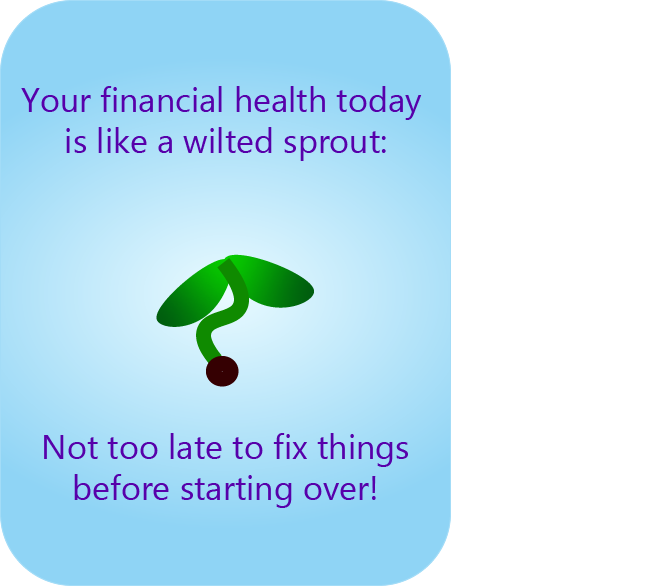 Your financial health today
is like a wilted sprout:
Not too late to fix things
before starting over!